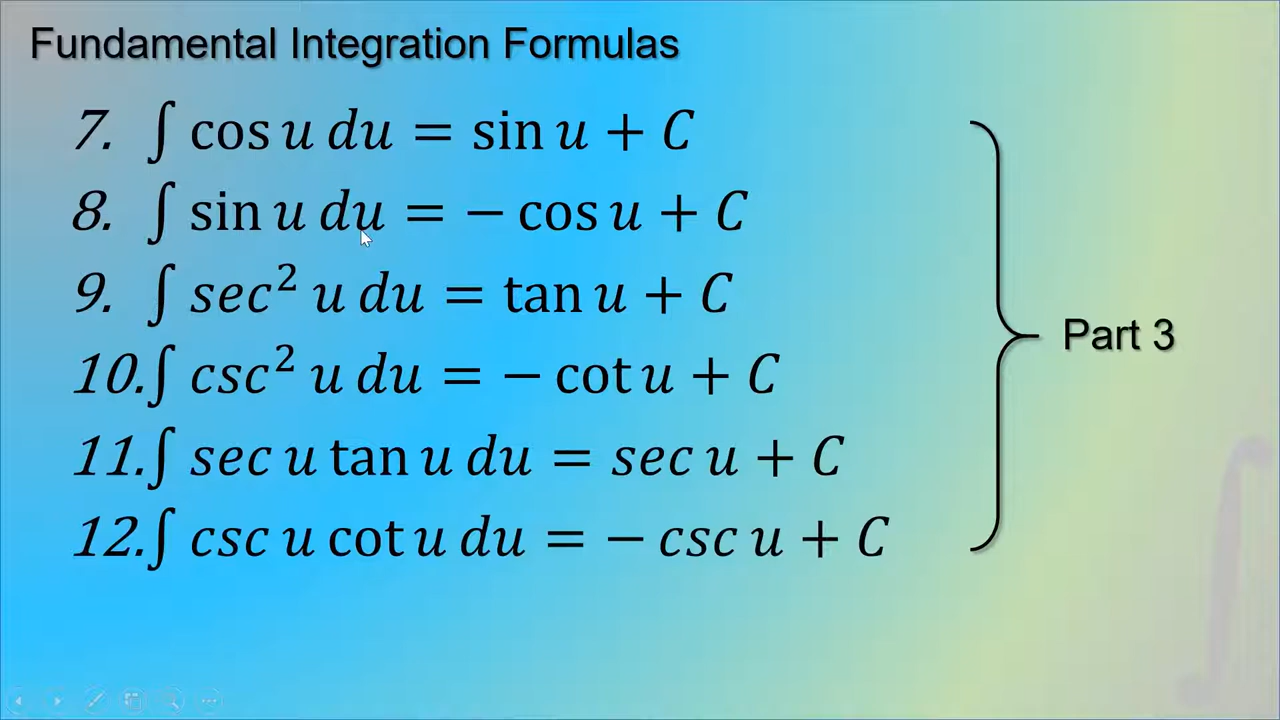 Fundamental Integration Formulas
7. ∫ cos u du = sin u + C
8. ∫ sin u du = − cos u + C
9. ∫ sec² u du = tan u + C
10. ∫ csc² u du = − cot u + C
11. ∫ sec u tan u du = sec u + C
12. ∫ csc u cot u du = − csc u + C
Part 3